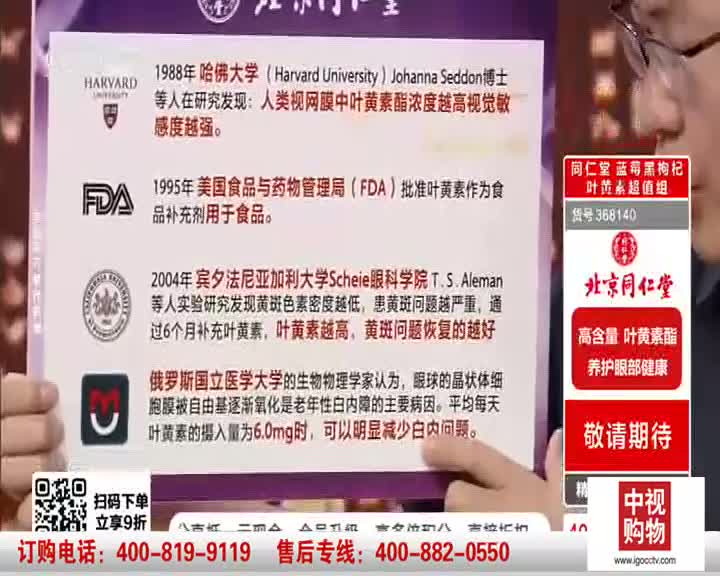 北京同仁堂
HARVARD
UNIVERSITY
1988年 哈佛大学（Harvard University）Johanna Seddon博士
等人在研究发现：人类视网膜中叶黄素酯浓度越高视觉敏
感度越强。
FDA
1995年 美国食品与药物管理局（FDA）批准叶黄素作为食
品补充剂用于食品。
2004年 宾夕法尼亚加利大学Scheie眼科学院 T. S. Aleman
等人实验研究发现黄斑色素密度越低，患黄斑问题越严重，通
过6个月补充叶黄素，叶黄素越高，黄斑问题恢复的越好
俄罗斯国立医学大学的生物物理学家认为，眼球的晶状体细
胞膜被自由基逐渐氧化是老年性白内障的主要病因。平均每天
叶黄素的摄入量为6.0mg时，可以明显减少白内问题。
同仁堂 蓝莓黑枸杞
叶黄素超值组
货号368140
北京同仁堂
高含量 叶黄素酯
养护眼部健康
敬请期待
扫码下单
立享9折
中视
购物
www.igocctv.com
订购电话：400-819-9119 售后专线：400-882-0550